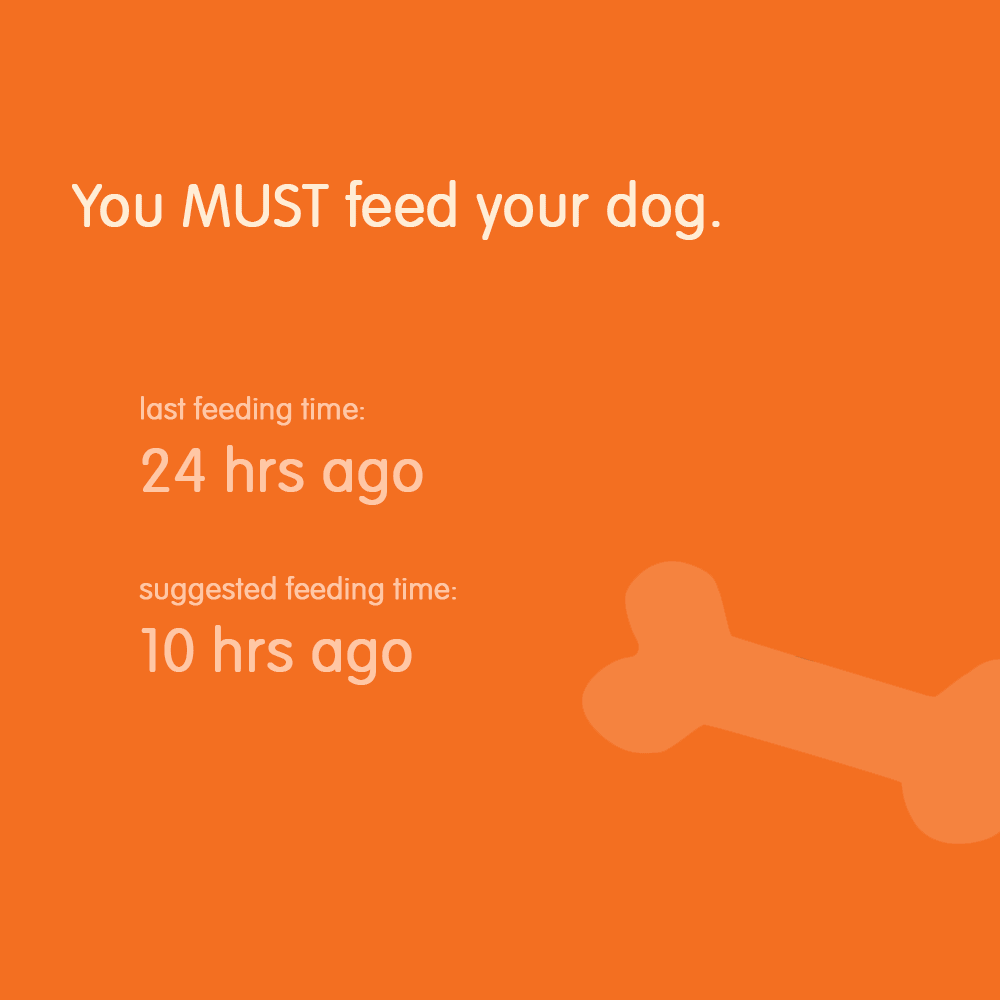 You MUST feed your dog.
last feeding time:
24 hrs ago
suggested feeding time:
10 hrs ago